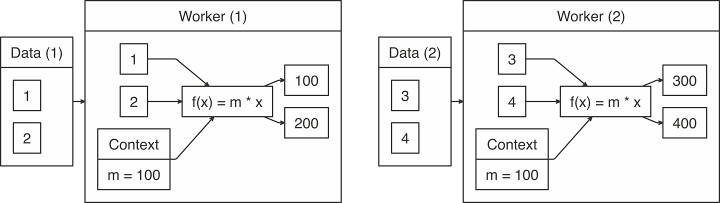 Data (1)
1
2
Worker (1)
1
2
Context
m = 100
f(x) = m * x
100
200
Data (2)
3
4
Worker (2)
3
4
Context
m = 100
f(x) = m * x
300
400